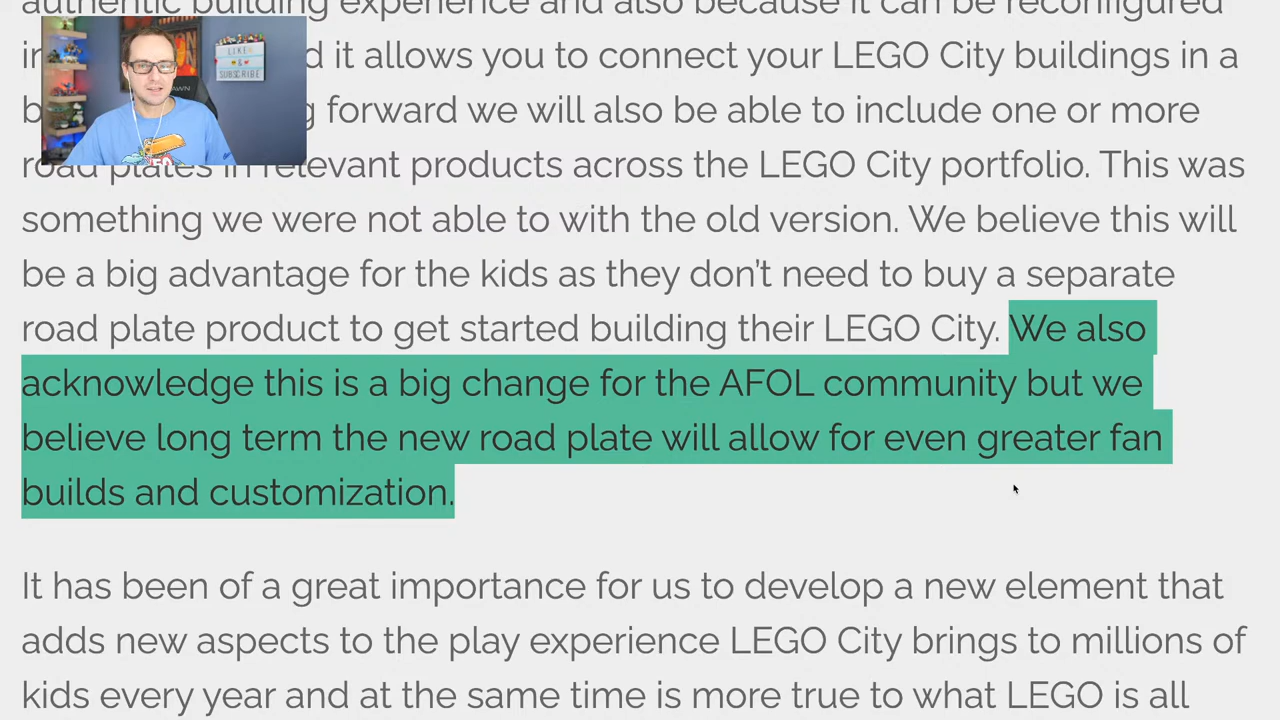 authentic building experience and also because it can be reconfigured
in d it allows you to connect your LEGO City buildings in a
b g forward we will also be able to include one or more
road plates in relevant products across the LEGO City portfolio. This was
something we were not able to with the old version. We believe this will
be a big advantage for the kids as they don't need to buy a separate
road plate product to get started building their LEGO City. We also
acknowledge this is a big change for the AFOL community but we
believe long term the new road plate will allow for even greater fan
builds and customization.
It has been of a great importance for us to develop a new element that
adds new aspects to the play experience LEGO City brings to millions of
kids every year and at the same time is more true to what LEGO is all
LIKE
SUBSCRIBE